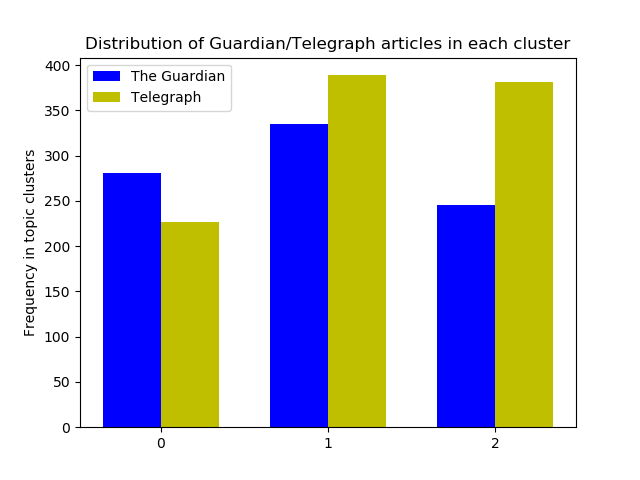 Distribution of Guardian/Telegraph articles in each cluster
The Guardian
Telegraph
Frequency in topic clusters
400
350
300
250
200
150
100
50
0
0 1 2